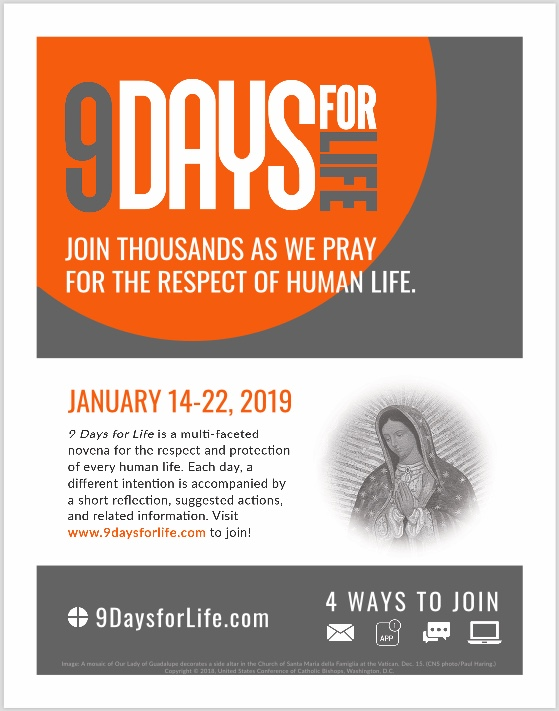 9DAYS FOR LIFE
JOIN THOUSANDS AS WE PRAY
FOR THE RESPECT OF HUMAN LIFE.
JANUARY 14-22, 2019
9 Days for Life is a multi-faceted
novena for the respect and protection
of every human life. Each day, a
different intention is accompanied by
a short reflection, suggested actions,
and related information. Visit
www.9daysforlife.com to join!
9DaysforLife.com
4 WAYS TO JOIN
APP
1
Image: A mosaic of Our Lady of Guadalupe decorates a side altar in the Church of Santa Maria della Famiglia at the Vatican. Dec. 15. (CNS photo/Paul Haring.)
Copyright © 2018, United States Conference of Catholic Bishops, Washington, D.C.